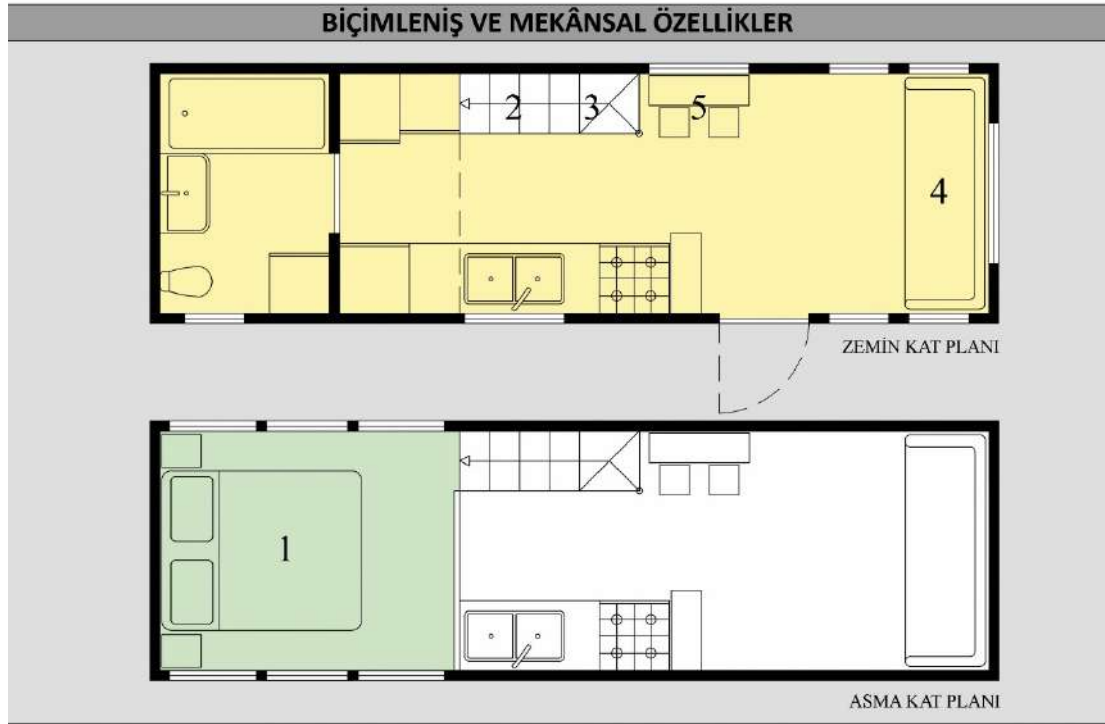 BİÇİMLENİŞ VE MEKÂNSAL ÖZELLİKLER
2 3 5
4
ZEMİN KAT PLANI
1
ASMA KAT PLANI